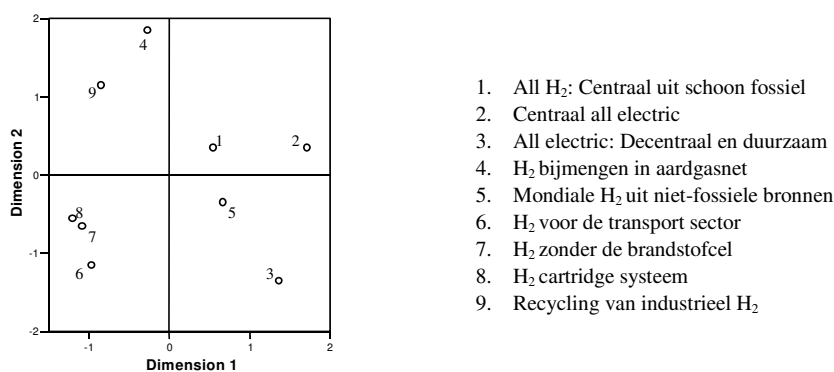 2
4
9
1
1
2
Dimension 2
0
8
5
7
-1
6
3
-2
-1
0
1
2
Dimension 1
1. All H₂: Centraal uit schoon fossiel
2. Centraal all electric
3. All electric: Decentraal en duurzaam
4. H₂ bijmengen in aardgasnet
5. Mondiale H₂ uit niet-fossiele bronnen
6. H₂ voor de transport sector
7. H₂ zonder de brandstofcel
8. H₂ cartridge systeem
9. Recycling van industrieel H₂